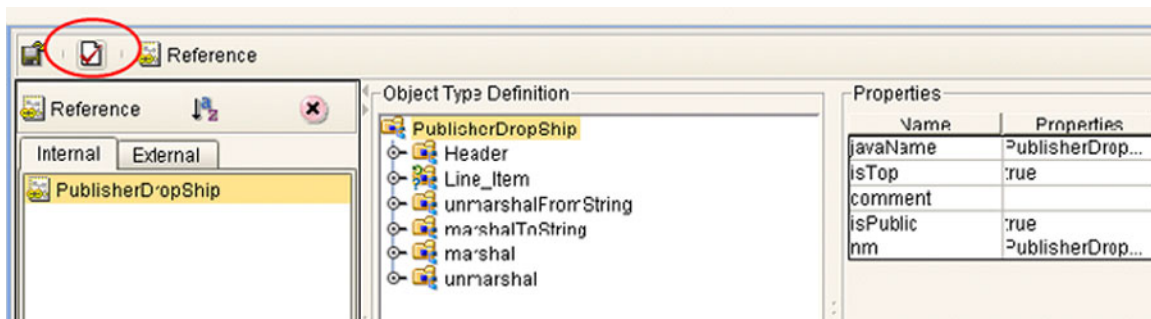 Reference
Reference
Internal External
PublisherDropShip
Object Type Definition
PublisherDropShip
Header
Line_Item
unmarshalFromString
marshalToString
marshal
unmarshal
Properties
Name Properties
javaName PublisherDrop...
isTop true
comment
isPublic true
nm PublisherDrop...